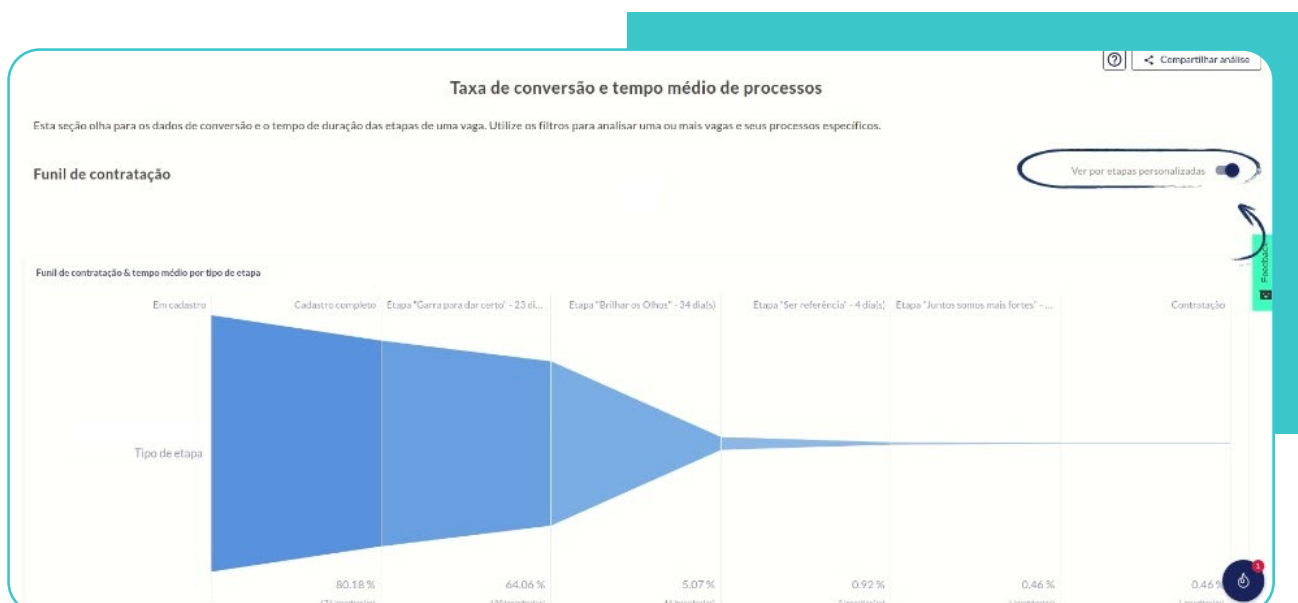 Compartilhar análise
Taxa de conversão e tempo médio de processos
Esta seção olha para os dados de conversão e o tempo de duração das etapas de uma vaga. Utilize os filtros para analisar uma ou mais vagas e seus processos específicos.
Funil de contratação
Ver por etapas personalizadas
Feedback
Funil de contratação & tempo médio por tipo de etapa
Em cadastro Cadastro completo Etapa "Garra para dar certo" - 23 di... Etapa "Brilhar os Olhos" - 34 dia(s) Etapa "Ser referência" - 4 dia(s) Etapa "Juntos somos mais fortes" - ... Contratação
Tipo de etapa
80.18 % 64.06 % 5.07 % 0.92 % 0.46 % 0.46
1